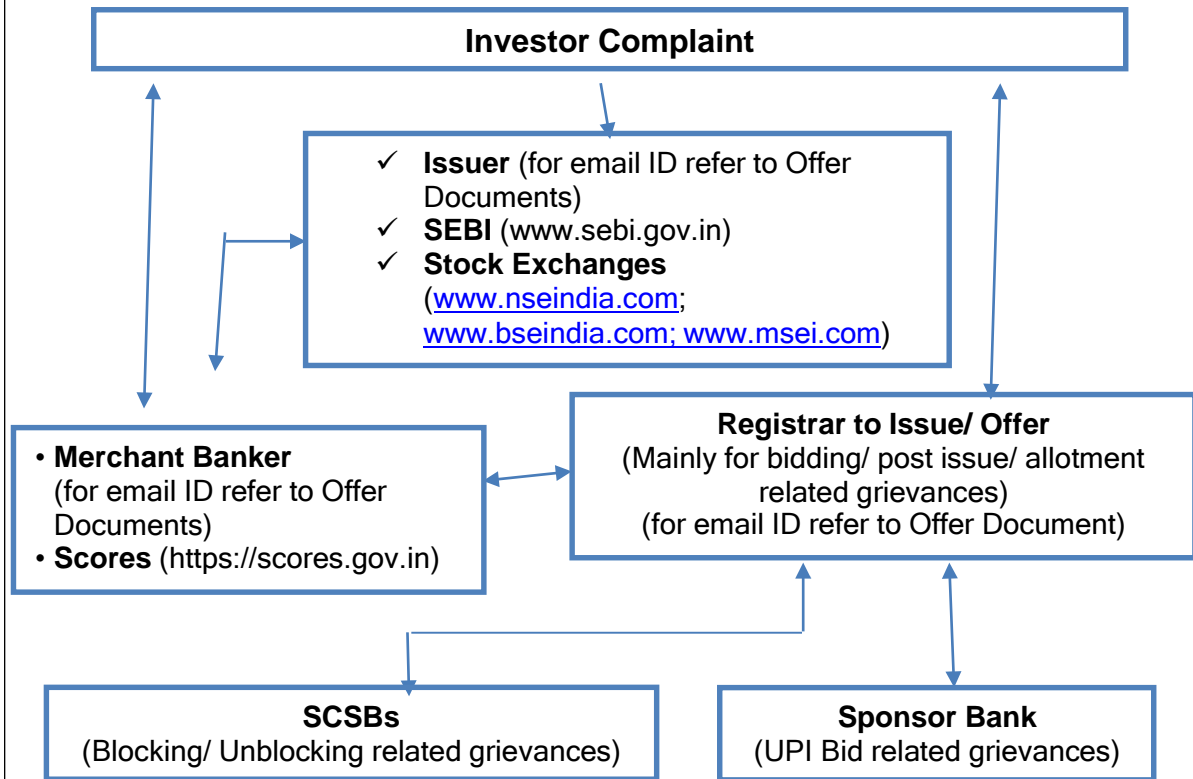 Investor Complaint
✓ Issuer (for email ID refer to Offer
Documents)
✓ SEBI (www.sebi.gov.in)
✓ Stock Exchanges
(www.nseindia.com;
www.bseindia.com; www.msei.com)
• Merchant Banker
(for email ID refer to Offer
Documents)
• Scores (https://scores.gov.in)
Registrar to Issue/ Offer
(Mainly for bidding/ post issue/ allotment
related grievances)
(for email ID refer to Offer Document)
SCSBs
(Blocking/ Unblocking related grievances)
Sponsor Bank
(UPI Bid related grievances)